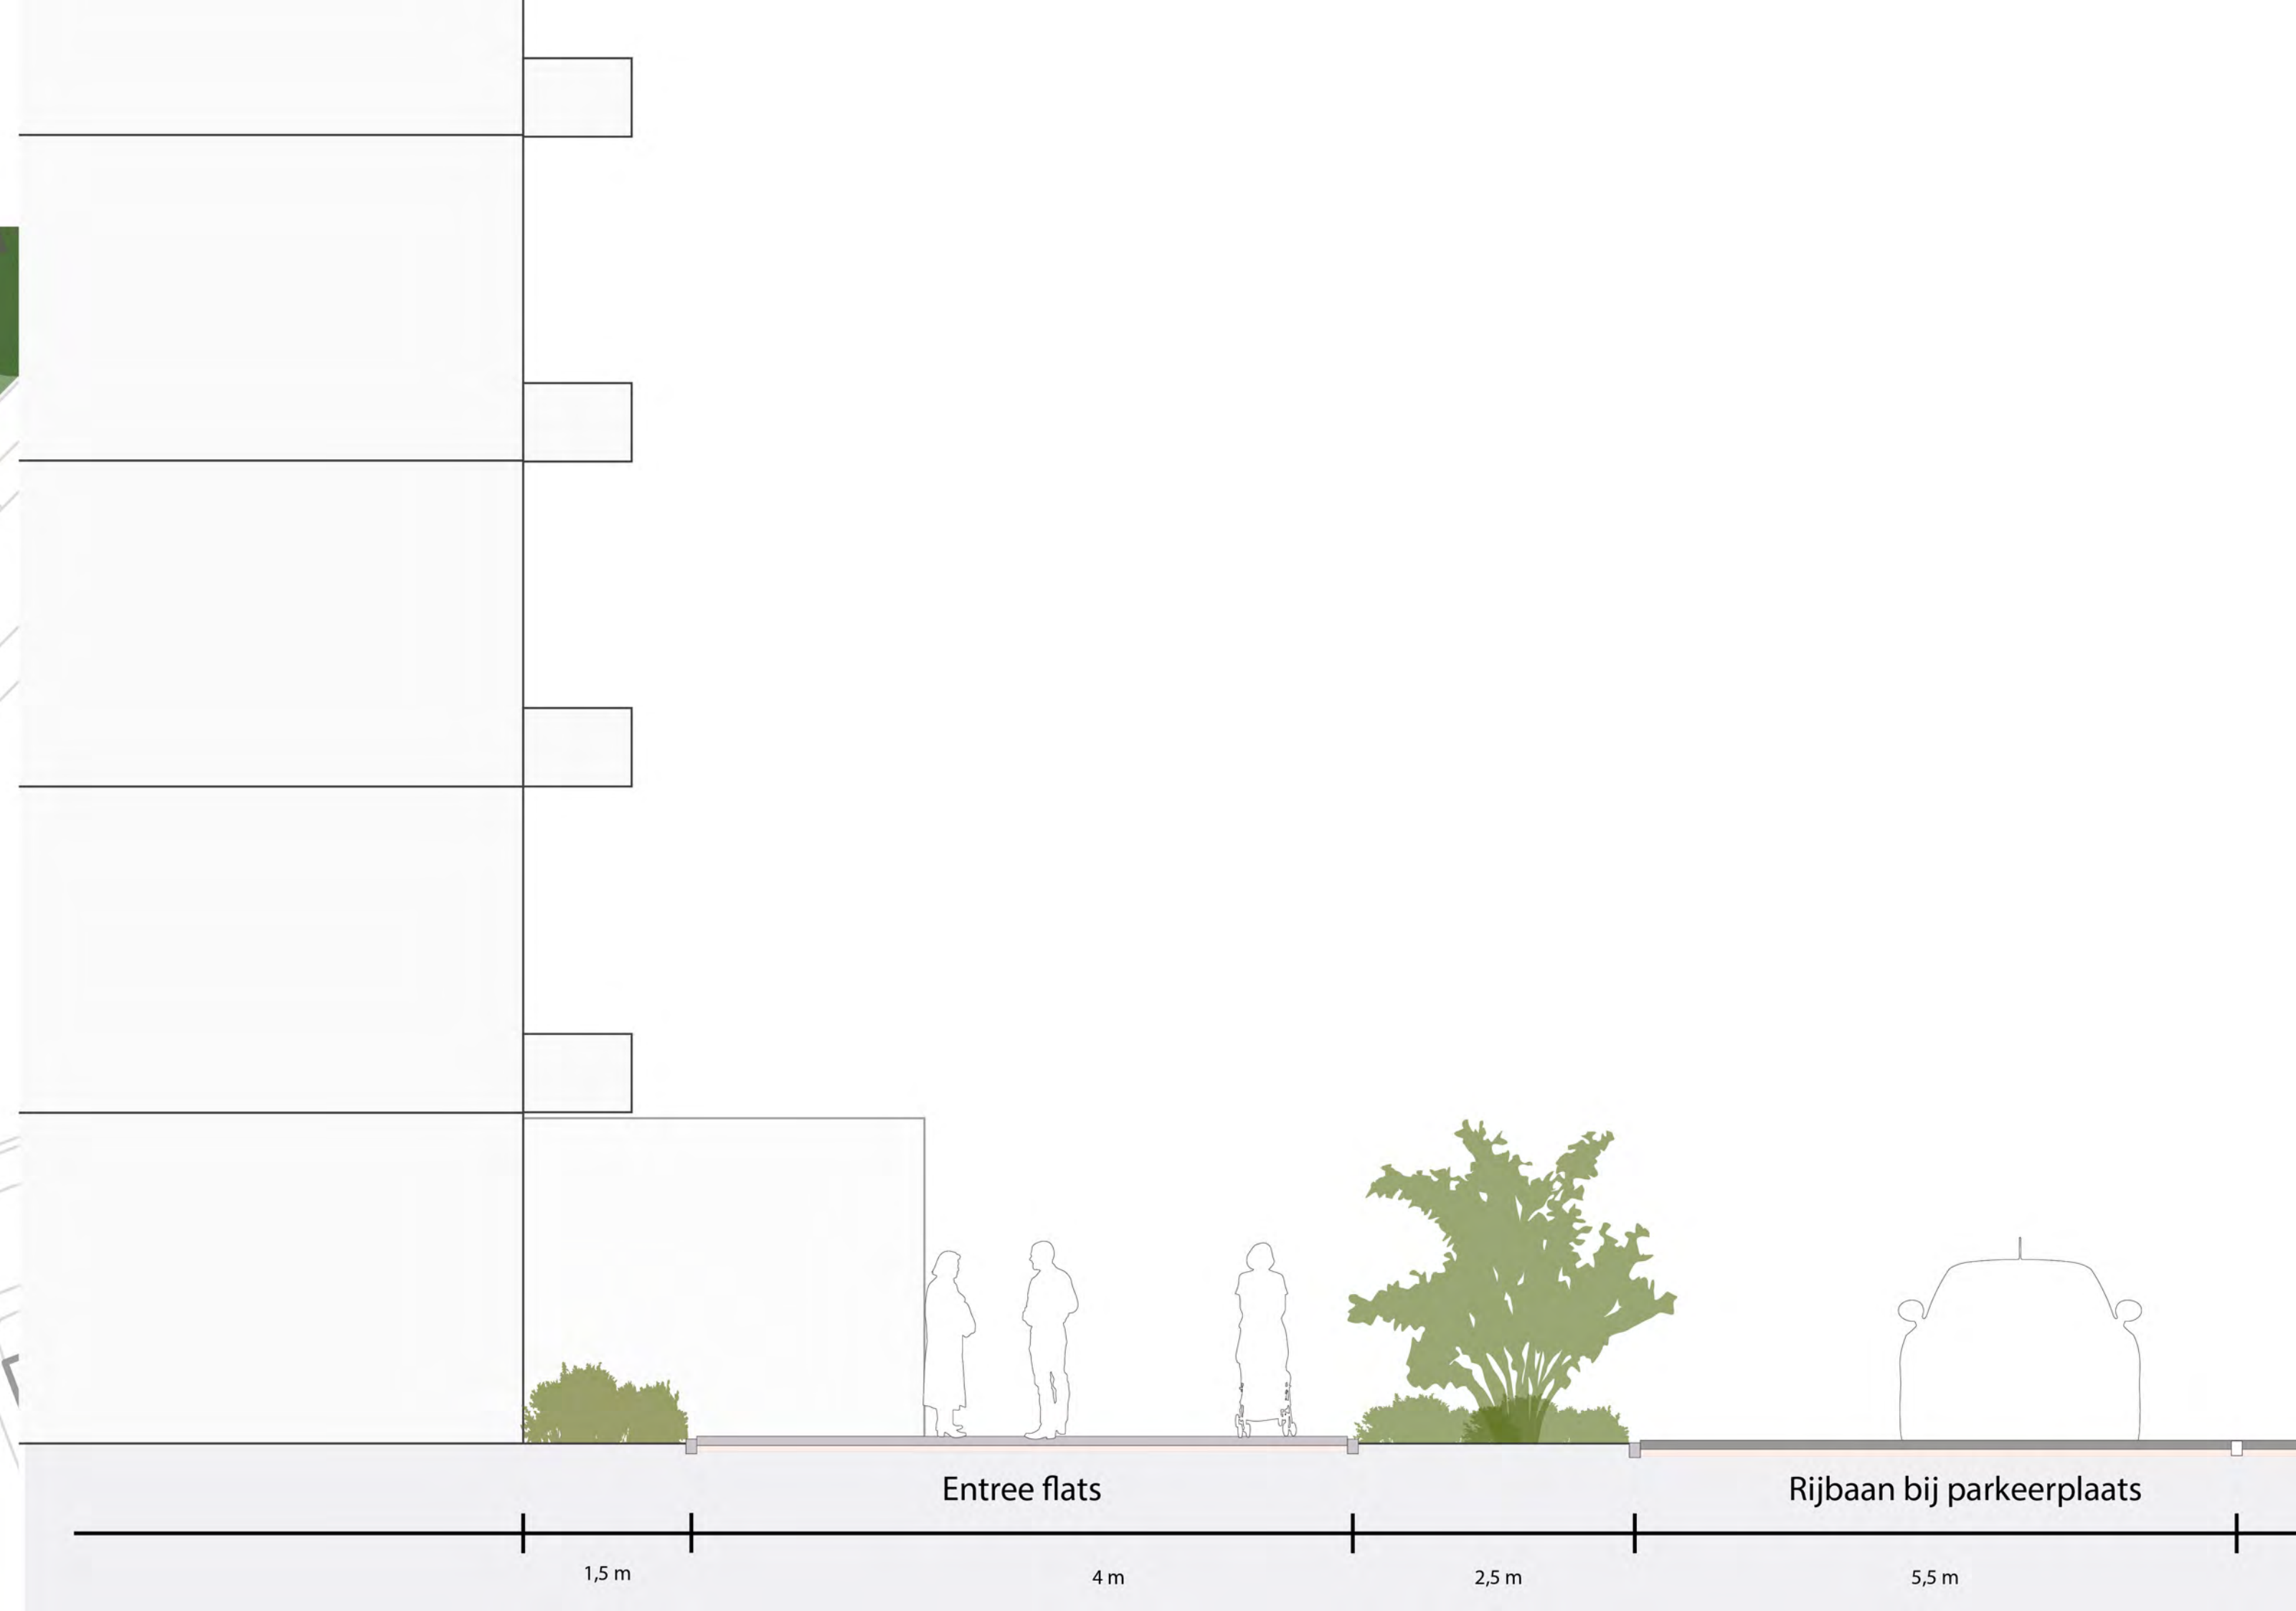 Entree flats
Rijbaan bij parkeerplaats
1,5 m
4 m
2,5 m
5,5 m